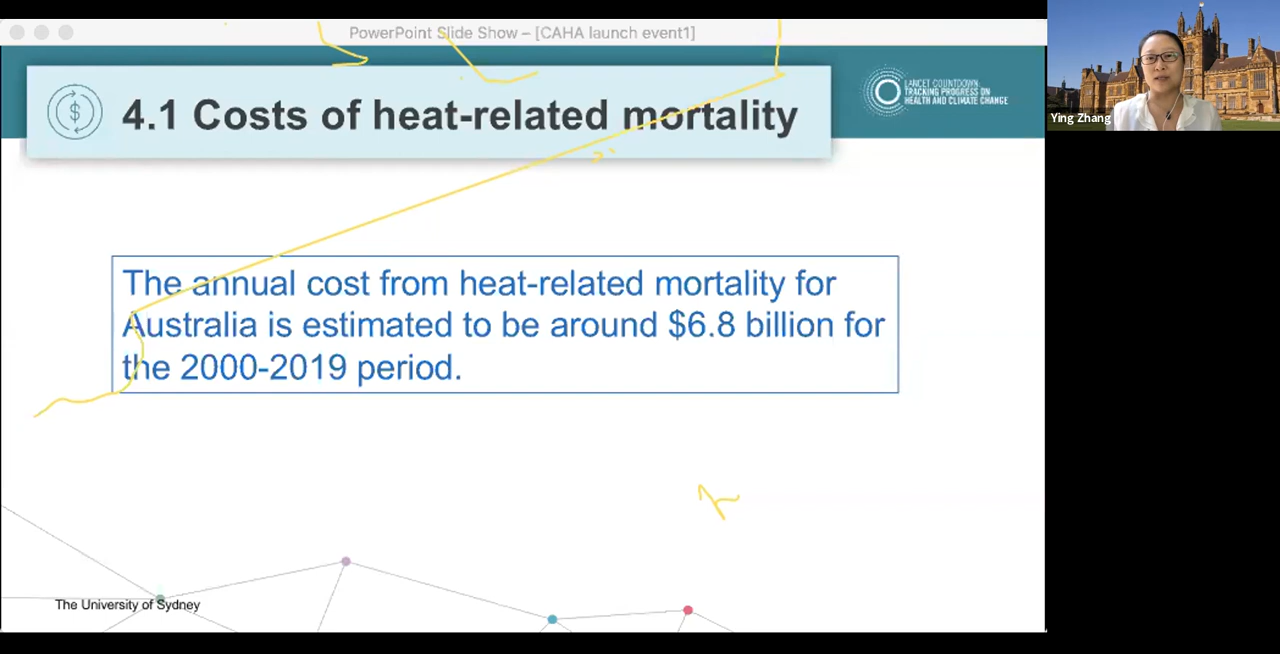 PowerPoint Slide Show – [CAHA launch event1]
4.1 Costs of heat-related mortality
LANCET COUNTDOWN:
TRACKING PROGRESS ON
HEALTH AND CLIMATE CHANGE
Ying Zhang
The annual cost from heat-related mortality for
Australia is estimated to be around $6.8 billion for
the 2000-2019 period.
The University of Sydney